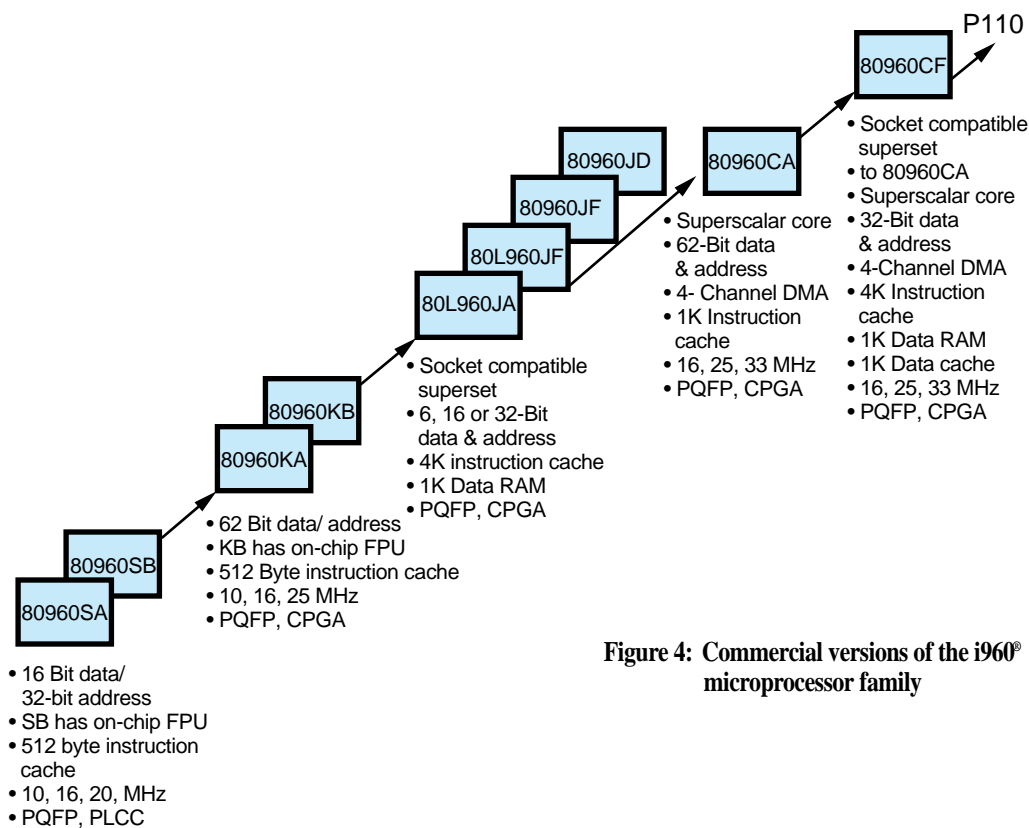 P110
80960CF
• Socket compatible
superset
• to 80960CA
• Superscalar core
• 32-Bit data
& address
• 4-Channel DMA
• 4K Instruction
cache
• 1K Data RAM
• 1K Data cache
• 16, 25, 33 MHz
• PQFP, CPGA
80960CA
• Superscalar core
• 62-Bit data
& address
• 4- Channel DMA
• 1K Instruction
cache
• 16, 25, 33 MHz
• PQFP, CPGA
80960JD
80960JF
80L960JF
80L960JA
• Socket compatible
superset
• 6, 16 or 32-Bit
data & address
• 4K instruction cache
• 1K Data RAM
• PQFP, CPGA
80960KB
80960KA
• 62 Bit data/ address
• KB has on-chip FPU
• 512 Byte instruction cache
• 10, 16, 25 MHz
• PQFP, CPGA
80960SB
80960SA
• 16 Bit data/
32-bit address
• SB has on-chip FPU
• 512 byte instruction
cache
• 10, 16, 20, MHz
• PQFP, PLCC
Figure 4: Commercial versions of the i960®
microprocessor family